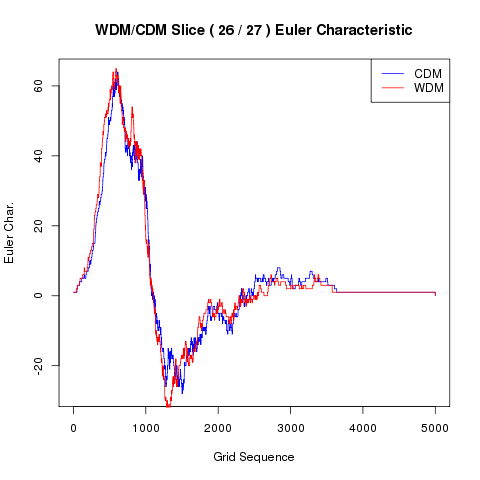 WDM/CDM Slice ( 26 / 27 ) Euler Characteristic
CDM
WDM
Euler Char.
60
40
20
0
-20
0 1000 2000 3000 4000 5000
Grid Sequence